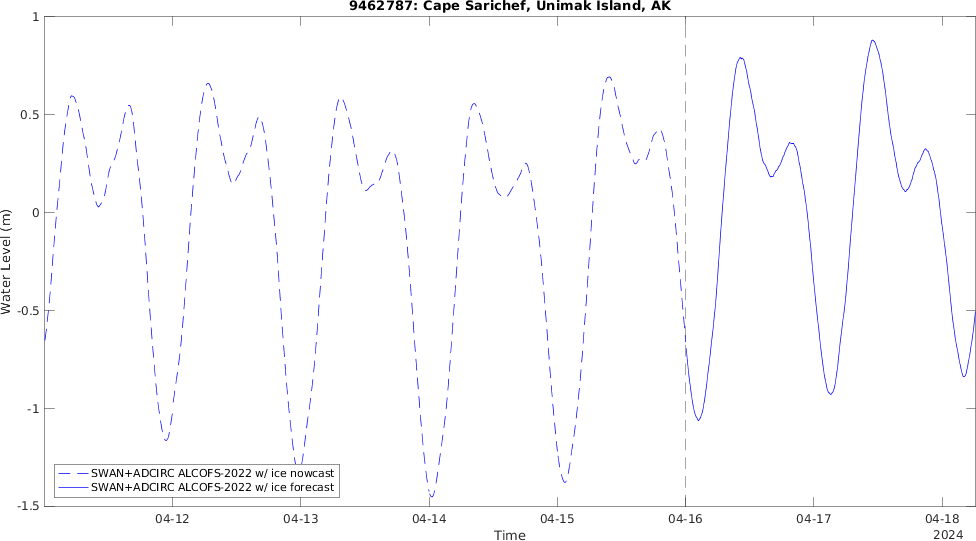 9462787: Cape Sarichef, Unimak Island, AK
1
0.5
0
-0.5
-1
-1.5
Water Level (m)
SWAN+ADCIRC ALCOFS-2022 w/ ice nowcast
SWAN+ADCIRC ALCOFS-2022 w/ ice forecast
04-12 04-13 04-14 04-15 04-16 04-17 04-18
Time
2024